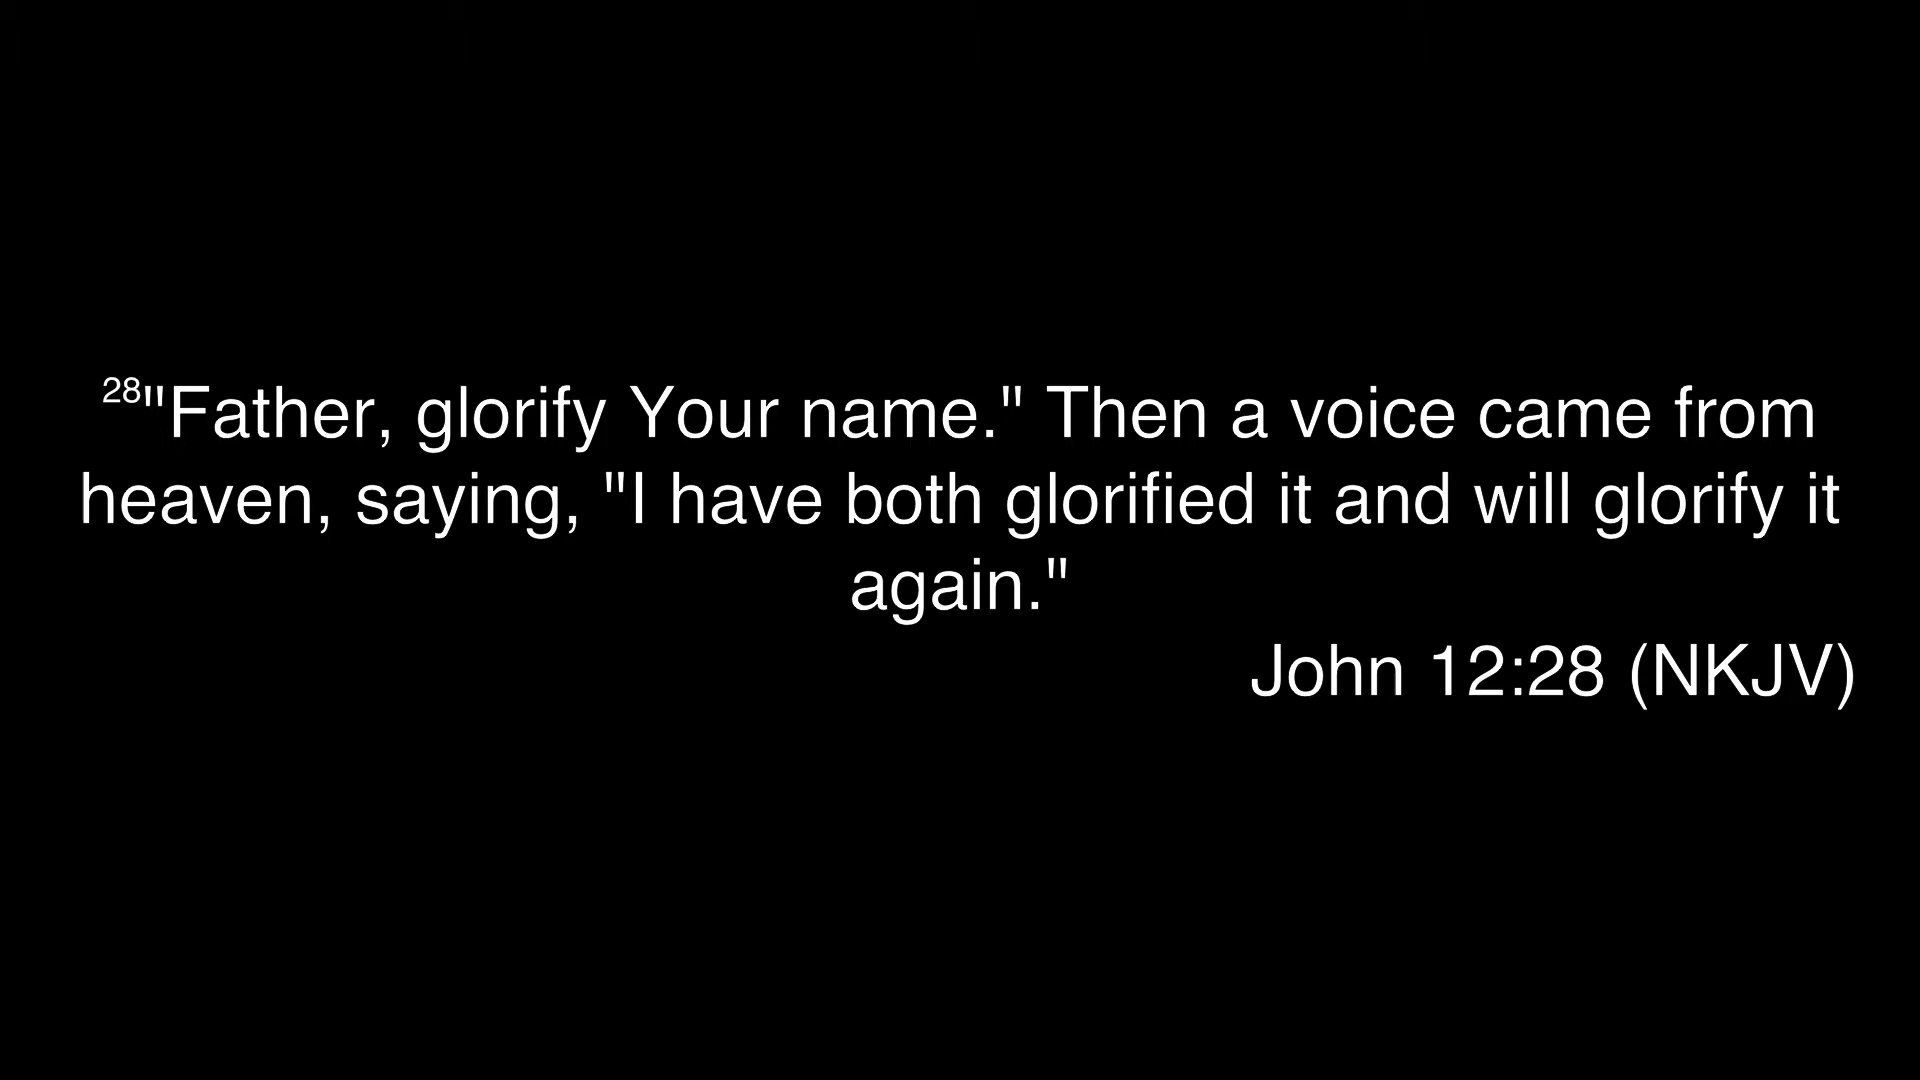 28"Father, glorify Your name." Then a voice came from
heaven, saying, "I have both glorified it and will glorify it
again."
John 12:28 (NKJV)